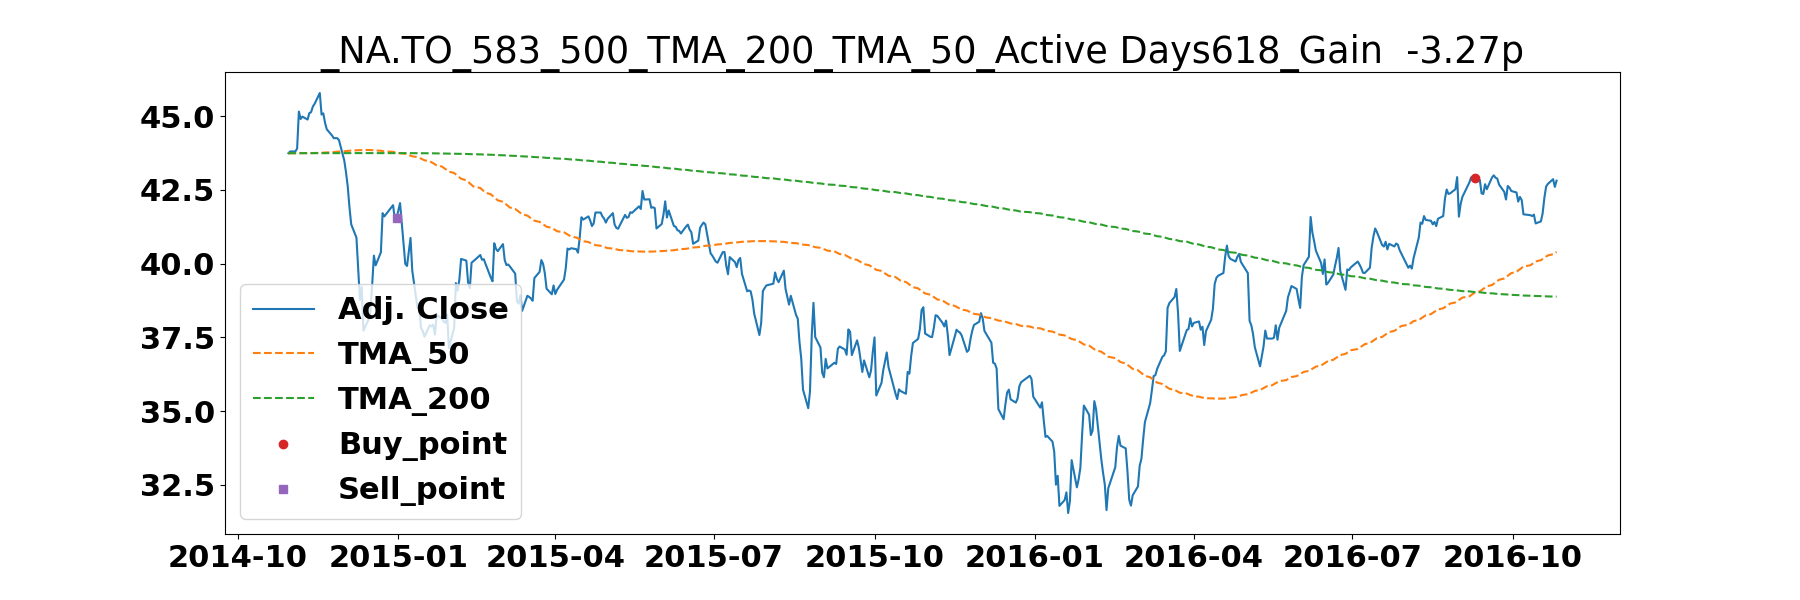 _NA.TO_583_500_TMA_200_TMA_50_Active Days618_Gain  -3.27p
45.0
42.5
40.0
37.5
35.0
32.5
Adj. Close
TMA_50
TMA_200
Buy_point
Sell_point
2014-10 2015-01 2015-04 2015-07 2015-10 2016-01 2016-04 2016-07 2016-10